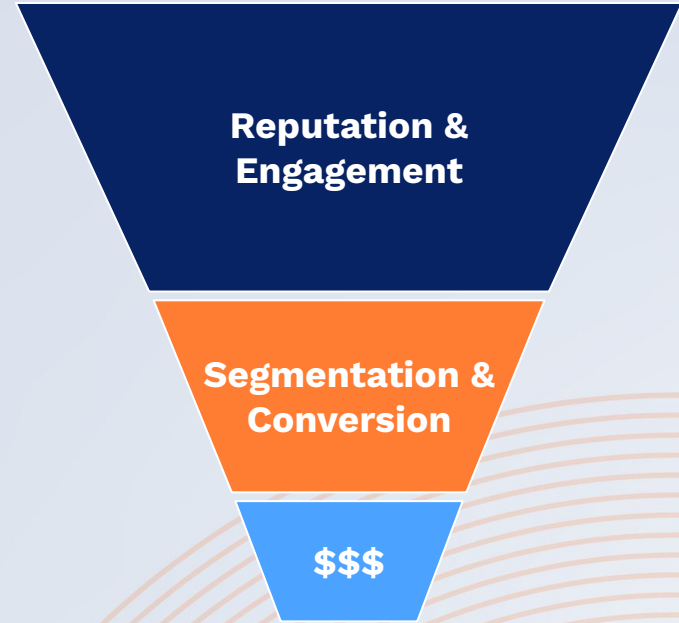 Reputation &
Engagement
Segmentation &
Conversion
$$$